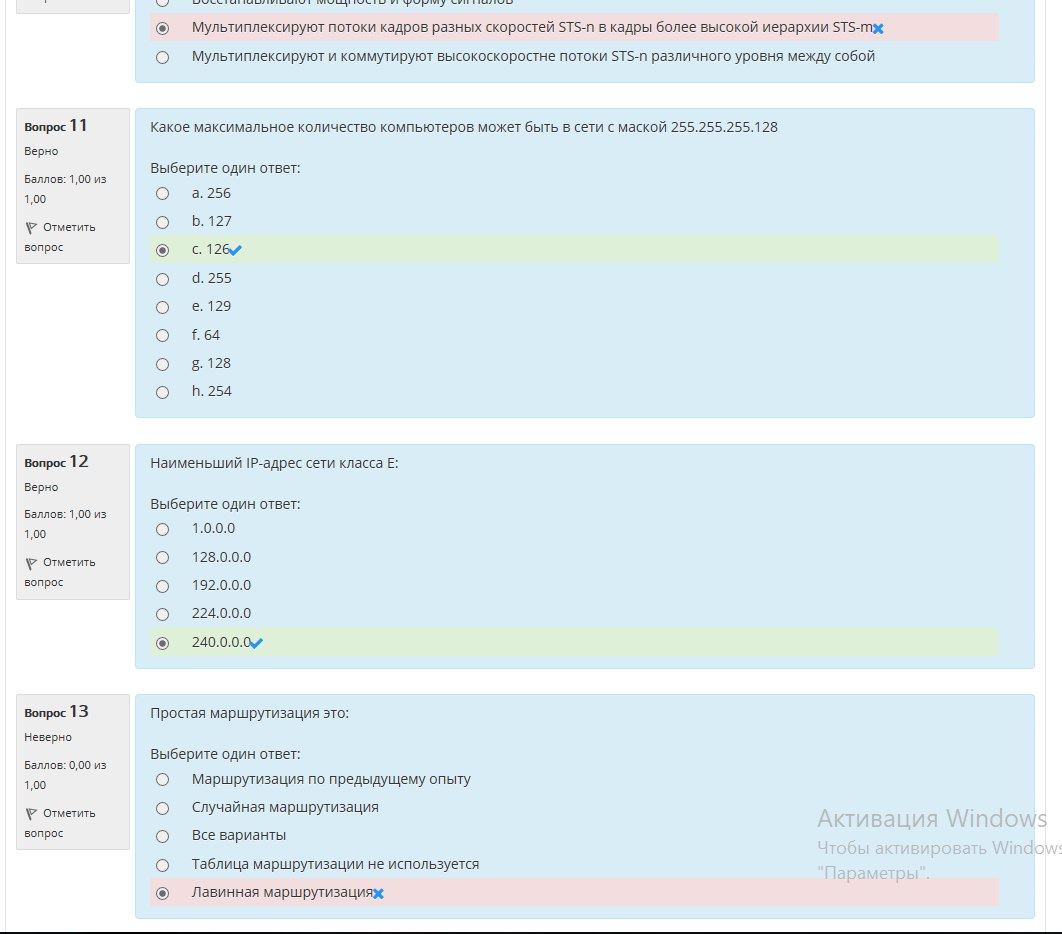 Восстанавливают мощность и форму сигналов
Мультиплексируют потоки кадров разных скоростей STS-n в кадры более высокой иерархии STS-m
Мультиплексируют и коммутируют высокоскоростне потоки STS-n различного уровня между собой
Вопрос 11
Верно
Баллов: 1,00 из
1,00
Отметить
вопрос
Какое максимальное количество компьютеров может быть в сети с маской 255.255.255.128
Выберите один ответ:
a. 256
b. 127
c. 126
d. 255
e. 129
f. 64
g. 128
h. 254
Вопрос 12
Верно
Баллов: 1,00 из
1,00
Отметить
вопрос
Наименьший IP-адрес сети класса E:
Выберите один ответ:
1.0.0.0
128.0.0.0
192.0.0.0
224.0.0.0
240.0.0.0
Вопрос 13
Неверно
Баллов: 0,00 из
1,00
Отметить
вопрос
Простая маршрутизация это:
Выберите один ответ:
Маршрутизация по предыдущему опыту
Случайная маршрутизация
Все варианты
Таблица маршрутизации не используется
Лавинная маршрутизация
Активация Windows
Чтобы активировать Windows
"Параметры".